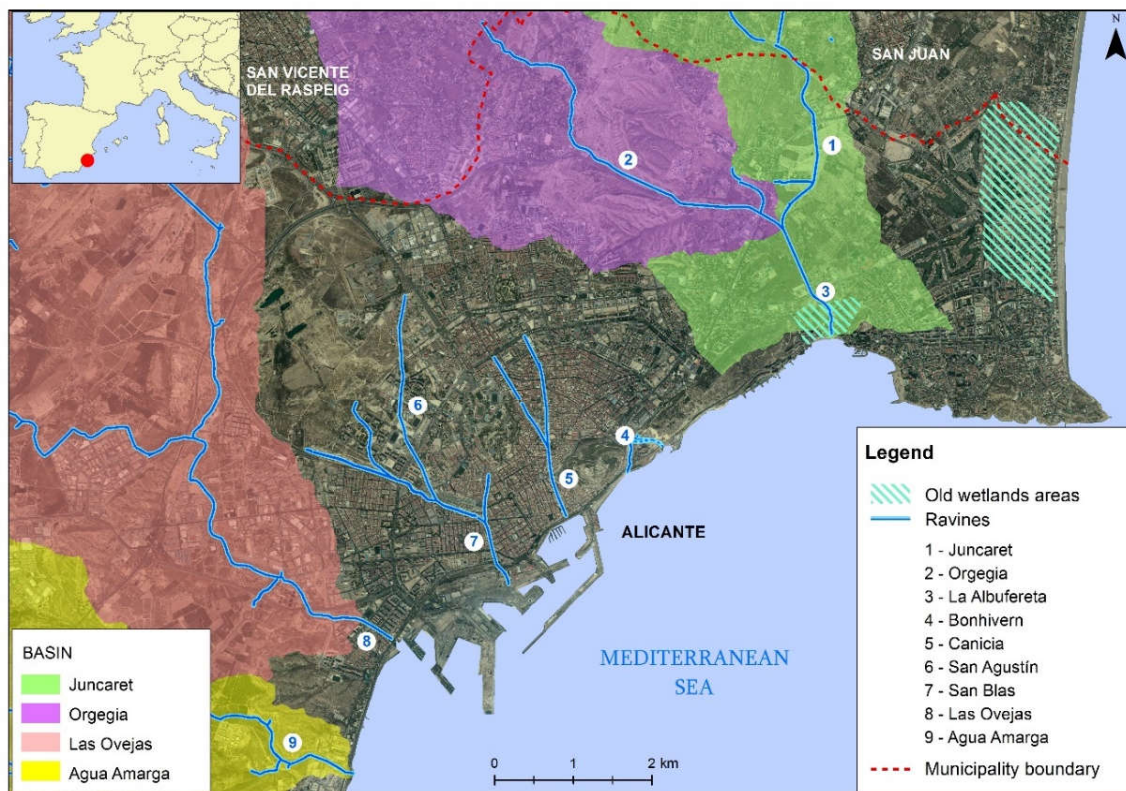 N
SAN VICENTE
DEL RASPEIG
SAN JUAN
1
2
3
4
5
6
7
8
9
ALICANTE
MEDITERRANEAN
SEA
0 1 2 km
BASIN
Juncaret
Orgegia
Las Ovejas
Agua Amarga
Legend
Old wetlands areas
Ravines
1 - Juncaret
2 - Orgegia
3 - La Albufereta
4 - Bonhivern
5 - Canicia
6 - San Agustín
7 - San Blas
8 - Las Ovejas
9 - Agua Amarga
Municipality boundary